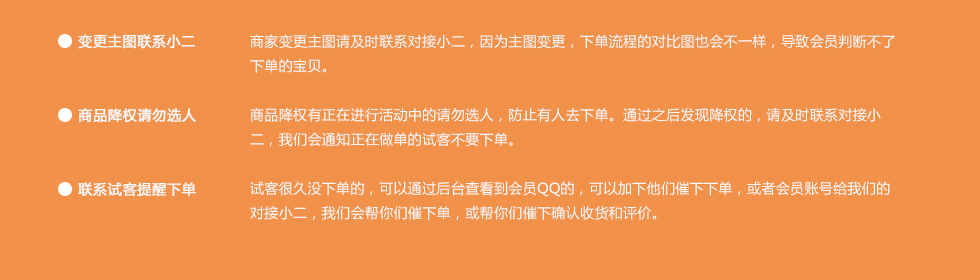 变更主图联系小二
商家变更主图请及时联系对接小二，因为主图变更，下单流程的对比图也会不一样，导致会员判断不了
下单的宝贝。
商品降权请勿选人
商品降权有正在进行活动中的请勿选人，防止有人去下单。通过之后发现降权的，请及时联系对接小
二，我们会通知正在做单的试客不要下单。
联系试客提醒下单
试客很久没下单的，可以通过后台查看到会员QQ的，可以加下他们催下下单，或者会员账号给我们的
对接小二，我们会帮你们催下单，或帮你们催下确认收货和评价。